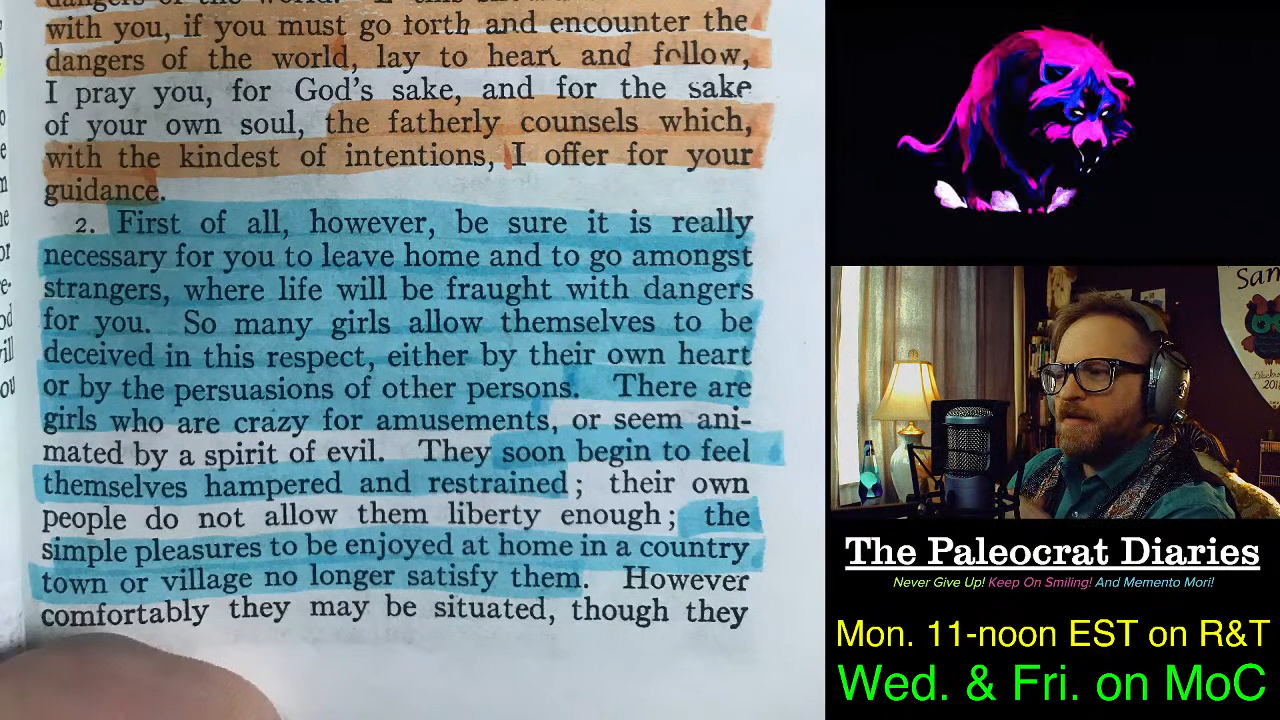 with you, if you must go forth and encounter the
dangers of the world, lay to heart and follow,
I pray you, for God's sake, and for the sake
of your own soul, the fatherly counsels which,
with the kindest of intentions, I offer for your
guidance.
2. First of all, however, be sure it is really
necessary for you to leave home and to go amongst
strangers, where life will be fraught with dangers
for you. So many girls allow themselves to be
deceived in this respect, either by their own heart
or by the persuasions of other persons. There are
girls who are crazy for amusements, or seem ani-
mated by a spirit of evil. They soon begin to feel
themselves hampered and restrained; their own
people do not allow them liberty enough; the
simple pleasures to be enjoyed at home in a country
town or village no longer satisfy them. However
comfortably they may be situated, though they
The Paleocrat Diaries
Never Give Up! Keep On Smiling! And Memento Mori!
Mon. 11-noon EST on R&T
Wed. & Fri. on MoC